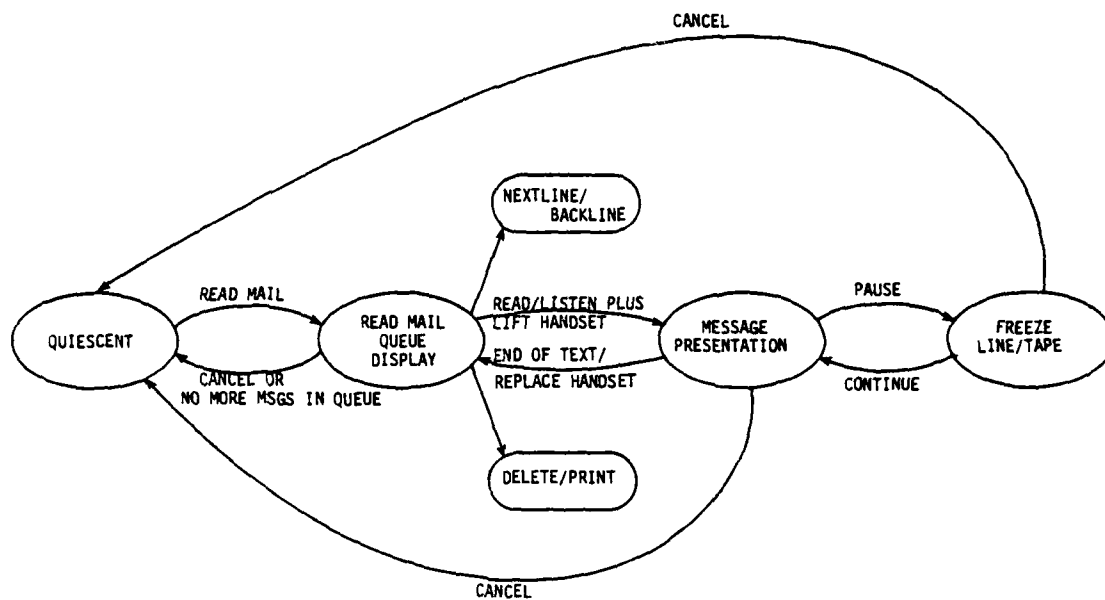 CANCEL
NEXTLINE/
BACKLINE
READ MAIL
READ/LISTEN PLUS
LIFT HANDSET
PAUSE
QUIESCENT
READ MAIL
QUEUE
DISPLAY
MESSAGE
PRESENTATION
FREEZE
LINE/TAPE
CANCEL OR
NO MORE MSGS IN QUEUE
END OF TEXT/
REPLACE HANDSET
CONTINUE
DELETE/PRINT
CANCEL